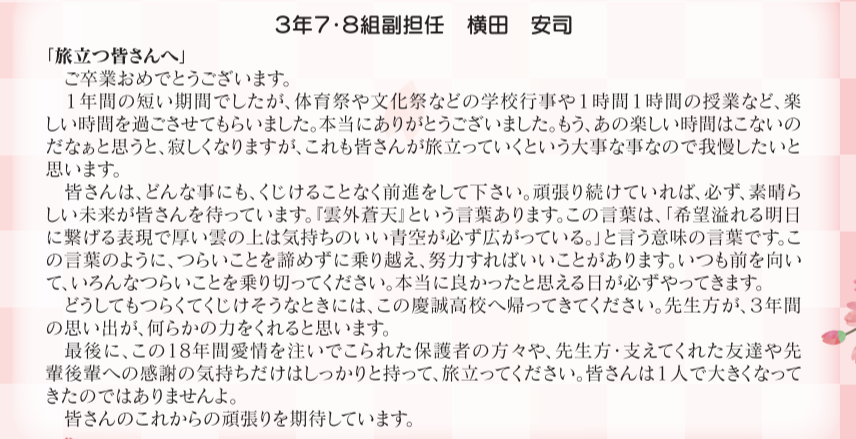 3年7・8組副担任　横田　安司
「旅立つ皆さんへ」
　ご卒業おめでとうございます。
　１年間の短い期間でしたが、体育祭や文化祭などの学校行事や１時間１時間の授業など、楽
しい時間を過ごさせてもらいました。本当にありがとうございました。もう、あの楽しい時間はこないの
だなぁと思うと、寂しくなりますが、これも皆さんが旅立っていくという大事な事なので我慢したいと
思います。
　皆さんは、どんな事にも、くじけることなく前進をして下さい。頑張り続けていれば、必ず、素晴ら
しい未来が皆さんを待っています。『雲外蒼天』という言葉あります。この言葉は、「希望溢れる明日
に繋げる表現で厚い雲の上は気持ちのいい青空が必ず広がっている。」と言う意味の言葉です。こ
の言葉のように、つらいことを諦めずに乗り越え、努力すればいいことがあります。いつも前を向い
て、いろんなつらいことを乗り切ってください。本当に良かったと思える日が必ずやってきます。
　どうしてもつらくてくじけそうなときには、この慶誠高校へ帰ってきてください。先生方が、３年間
の思い出が、何らかの力をくれると思います。
　最後に、この18年間愛情を注いでこられた保護者の方々や、先生方・支えてくれた友達や先
輩後輩への感謝の気持ちだけはしっかりと持って、旅立ってください。皆さんは１人で大きくなって
きたのではありませんよ。
　皆さんのこれからの頑張りを期待しています。